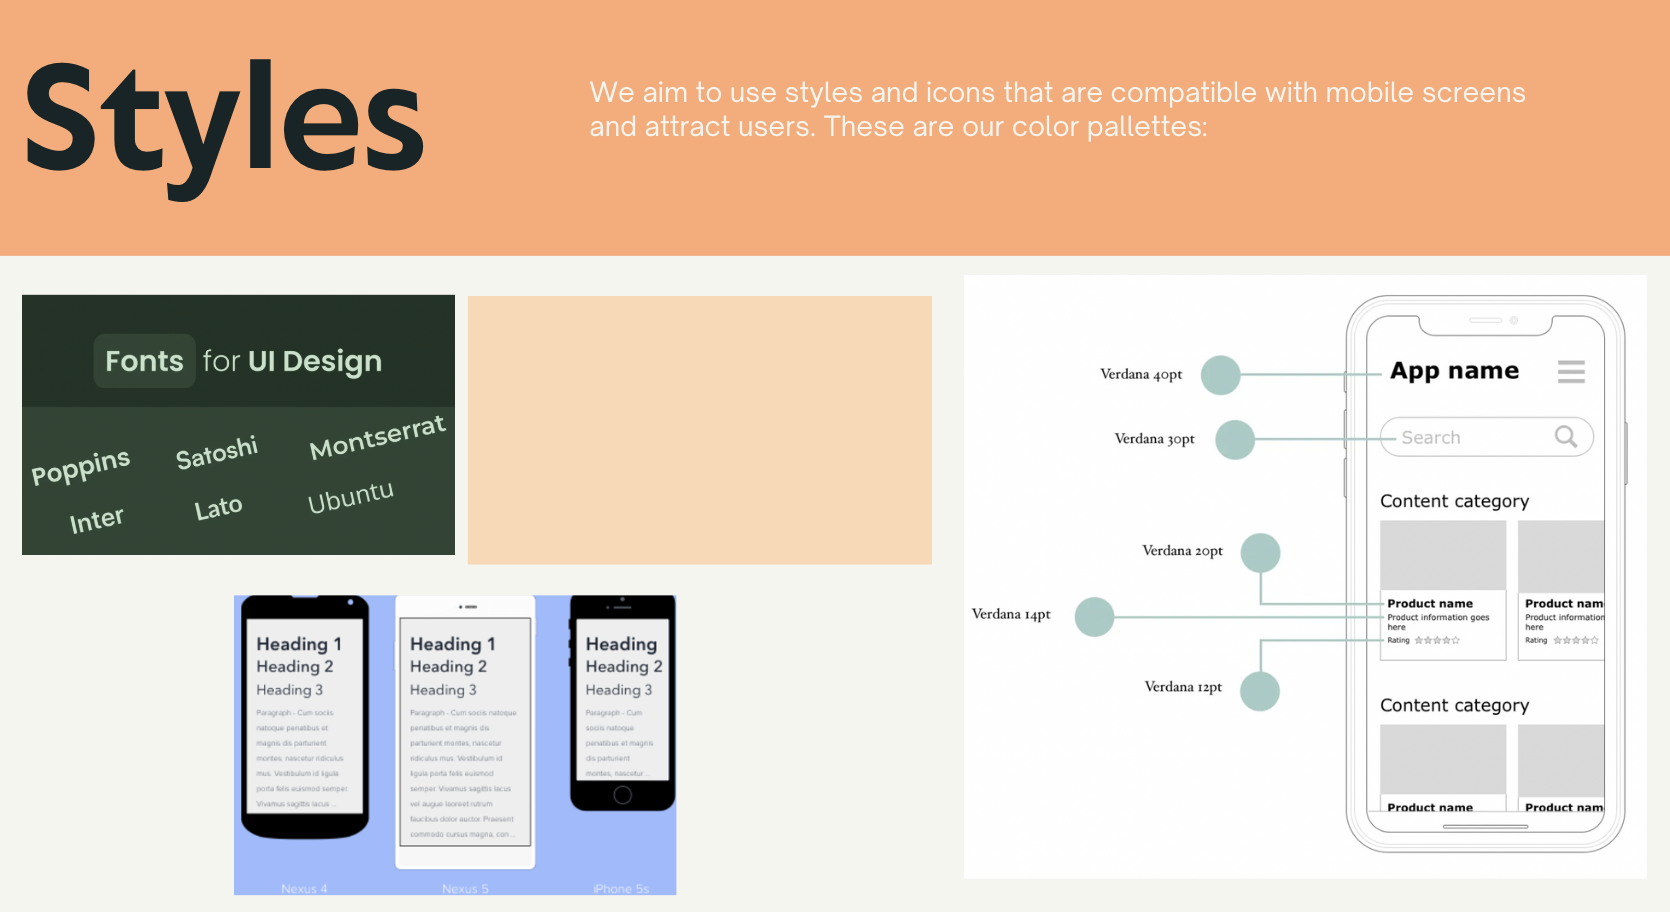 Styles
We aim to use styles and icons that are compatible with mobile screens
and attract users. These are our color pallettes:
Fonts for UI Design
Poppins
Satoshi
Montserrat
Inter
Lato
Ubuntu
Heading 1
Heading 2
Heading 3
Paragraph - Cum sociis
natoque penatibus et
magnis dis parturient
montes, nascetur ridiculus
mus. Vestibulum id ligula
porta felis euismod semper.
Vivamus sagittis lacus ...
Nexus 4
Heading 1
Heading 2
Heading 3
Paragraph - Cum sociis natoque
penatibus et magnis dis
parturient montes, nascetur
ridiculus mus. Vestibulum id
ligula porta felis euismod
semper. Vivamus sagittis lacus
vel augue laoreet rutrum
faucibus dolor auctor. Praesent
commodo cursus magna, con...
Nexus 5
Heading
Heading 2
Heading 3
Paragraph - Cum
sociis natoque
penatibus et magnis
dis parturient
montes, nascetur ...
iPhone 5s
Verdana 40pt
Verdana 30pt
Verdana 20pt
Verdana 14pt
Verdana 12pt
App name
Search
Content category
Product name
Product information goes
here
Rating
Product nam
Product information
here
Rating
Content category
Product name
Product nam